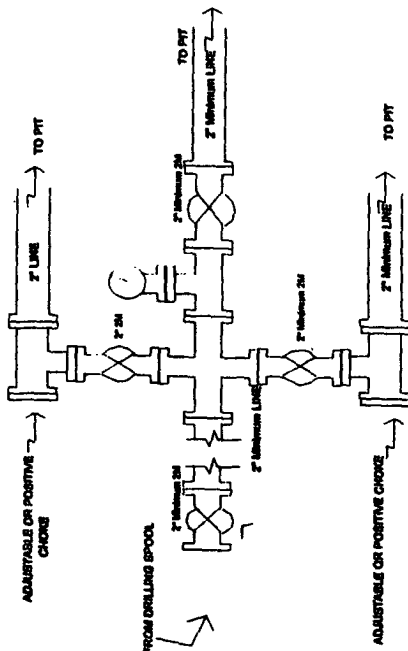 TO PIT
2" Minimum LINE
TO PIT
2" LINE
2" Minimum 2M
2" 2M
ADJUSTABLE OR POSITIVE
CHOKE
2" Minimum LINE
2" Minimum 2M
FROM DRILLING SPOOL
2" Minimum 2M
TO PIT
2" Minimum LINE
ADJUSTABLE OR POSITIVE CHOKE